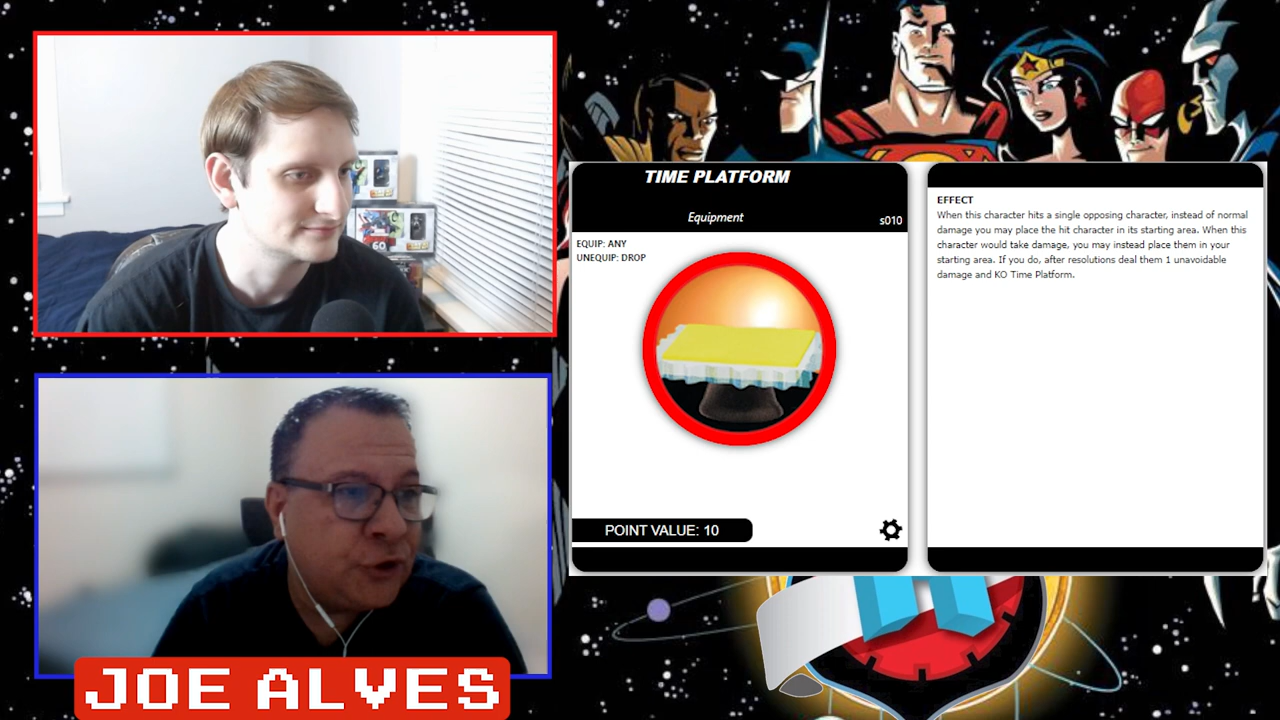 60
JOE ALVES
TIME PLATFORM
Equipment
s010
EQUIP: ANY
UNEQUIP: DROP
POINT VALUE: 10
EFFECT
When this character hits a single opposing character, instead of normal
damage you may place the hit character in its starting area. When this
character would take damage, you may instead place them in your
starting area. If you do, after resolutions deal them 1 unavoidable
damage and KO Time Platform.